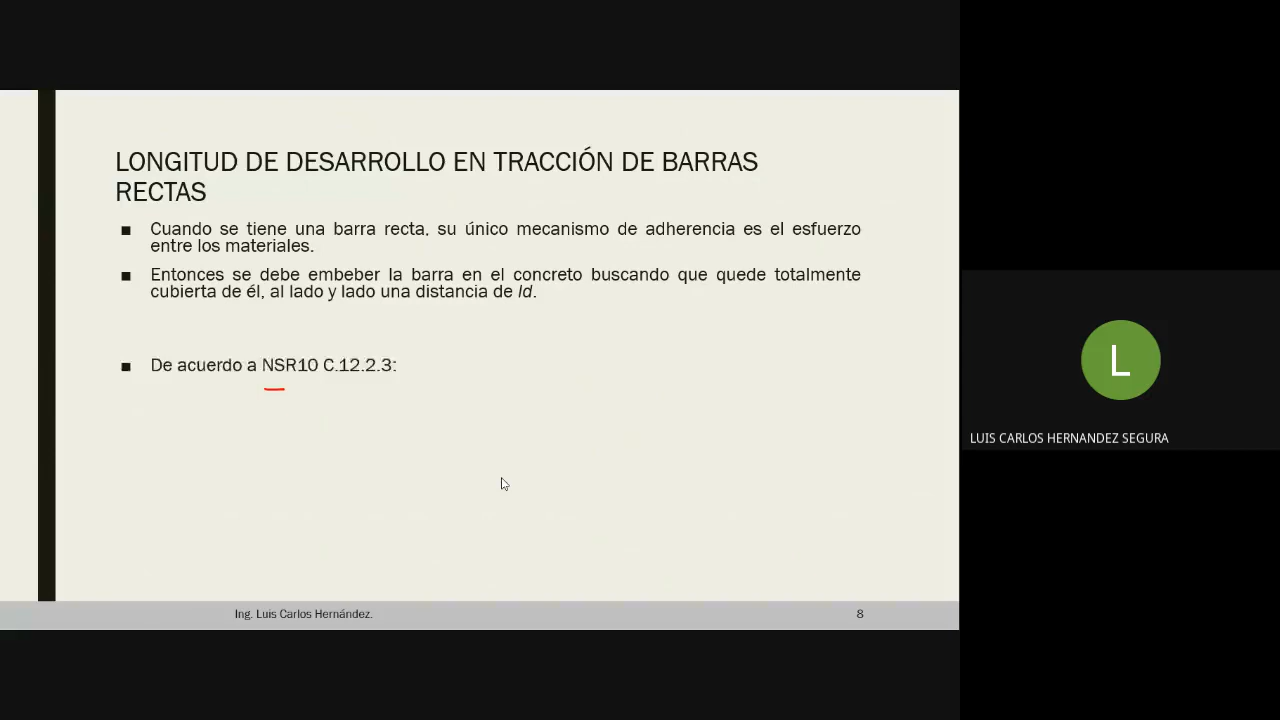 LONGITUD DE DESARROLLO EN TRACCIÓN DE BARRAS
RECTAS
■ Cuando se tiene una barra recta, su único mecanismo de adherencia es el esfuerzo
entre los materiales.
■ Entonces se debe embeber la barra en el concreto buscando que quede totalmente
cubierta de él, al lado y lado una distancia de ld.
■ De acuerdo a NSR10 C.12.2.3:
Ing. Luis Carlos Hernández.
8
L
LUIS CARLOS HERNANDEZ SEGURA